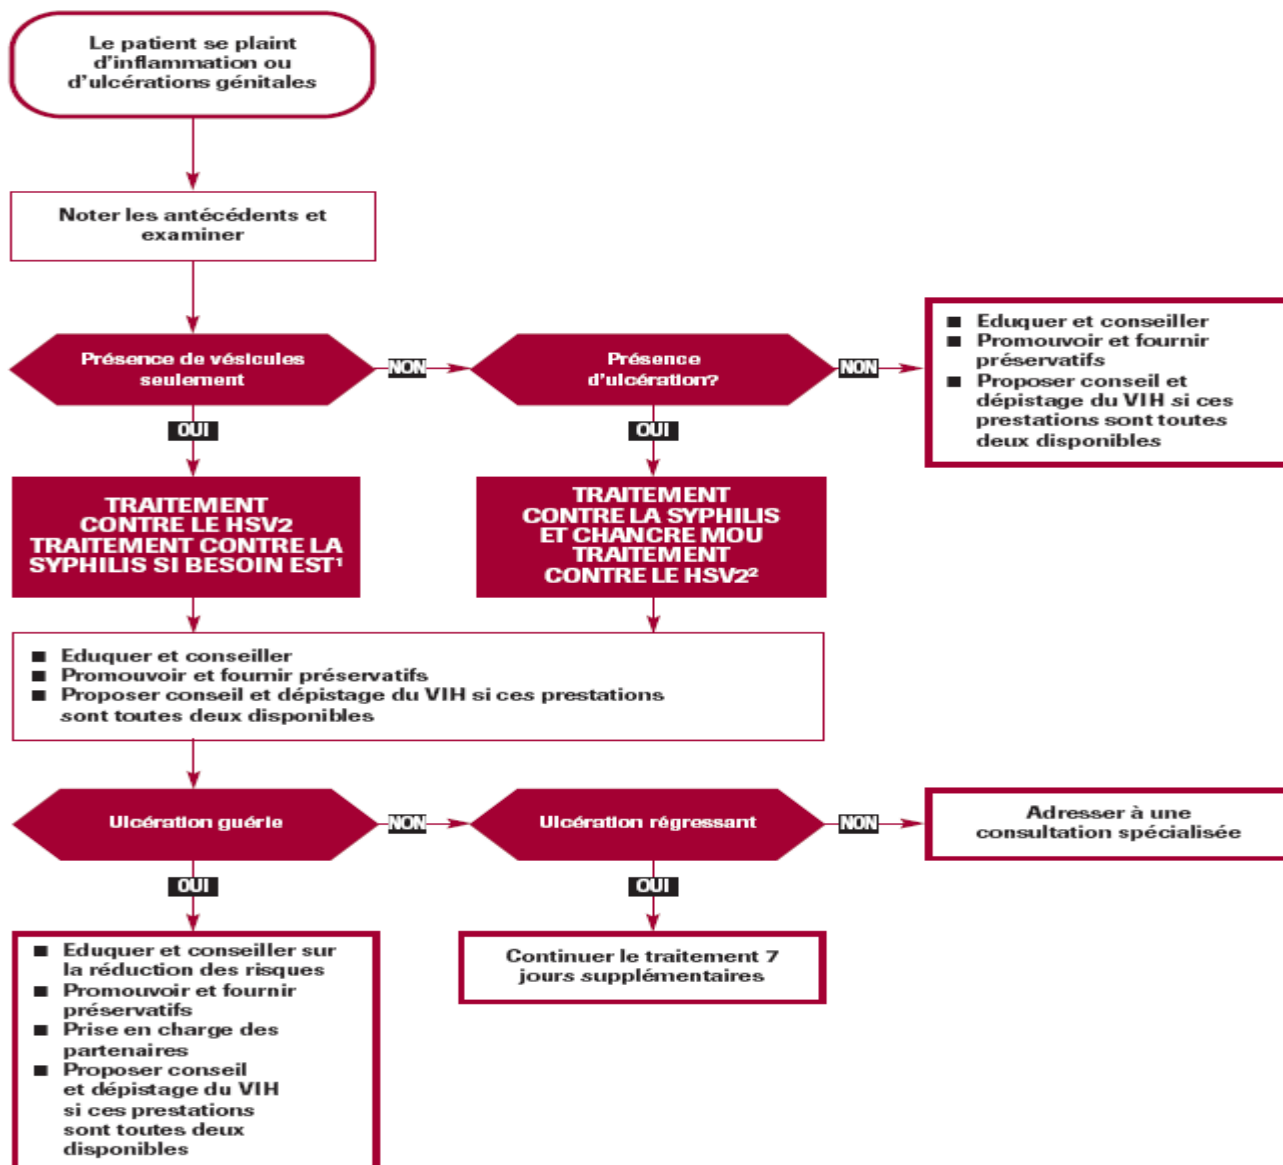 Le patient se plaint
d'inflammation ou
d'ulcérations génitales
Noter les antécédents et
examiner
Présence de vésicules
seulement
NON
Présence
d'ulcération?
NON
■ Eduquer et conseiller
■ Promouvoir et fournir
préservatifs
■ Proposer conseil et
dépistage du VIH si ces
prestations sont toutes
deux disponibles
OUI
OUI
TRAITEMENT
CONTRE LE HSV2
TRAITEMENT CONTRE LA
SYPHILIS SI BESOIN EST¹
TRAITEMENT
CONTRE LA SYPHILIS
ET CHANCRE MOU
TRAITEMENT
CONTRE LE HSV2²
■ Eduquer et conseiller
■ Promouvoir et fournir préservatifs
■ Proposer conseil et dépistage du VIH si ces prestations
sont toutes deux disponibles
Ulcération guérie
NON
Ulcération régressant
NON
Adresser à une
consultation spécialisée
OUI
OUI
■ Eduquer et conseiller sur
la réduction des risques
■ Promouvoir et fournir
préservatifs
■ Prise en charge des
partenaires
■ Proposer conseil
et dépistage du VIH
si ces prestations
sont toutes deux
disponibles
Continuer le traitement 7
jours supplémentaires